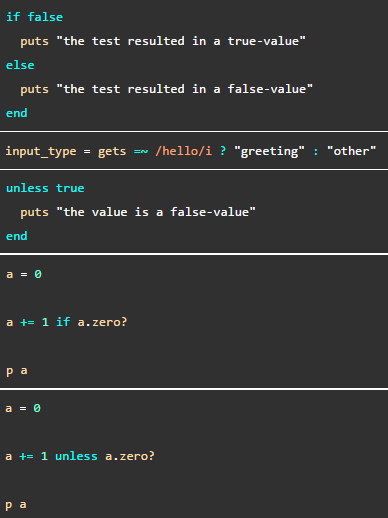 if false
  puts "the test resulted in a true-value"
else
  puts "the test resulted in a false-value"
end
input_type = gets =~ /hello/i ? "greeting" : "other"
unless true
  puts "the value is a false-value"
end
a = 0
a += 1 if a.zero?
p a
a = 0
a += 1 unless a.zero?
p a